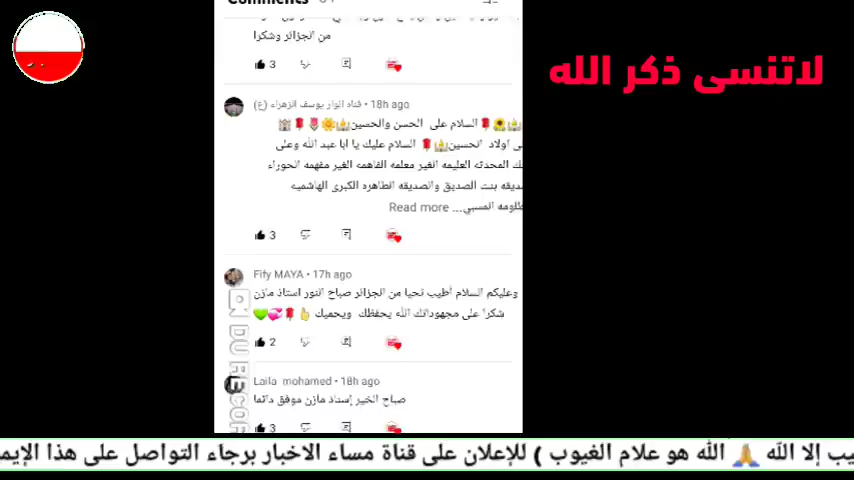 Comments
لاتنسى ذكر الله
من الجزائر وشكرا
3
قناة انوار يوسف الزهراء (ع) • 18h ago
السلام على الحسن والحسين
اولاد الحسين السلام عليك يا ابا عبد الله وعلى
المحدثه العليمه الغير معلمه الفاهمه الغير مفهمه الحوراء
بنت الصديق والصديقه الطاهره الكبرى الهاشميه
Read more ...
3
Fify MAYA • 17h ago
وعليكم السلام أطيب تحيا من الجزائر صباح النور استاذ مازن
شكرا على مجهوداتك الله يحفظك ويحميك 👆🌹💞💚
2
Laila mohamed • 18h ago
صباح الخير إستاذ مازن موفق دائما
3
إلا الله 🙏 الله هو علام الغيوب ) للإعلان على قناة مساء الاخبار برجاء التواصل على هذا